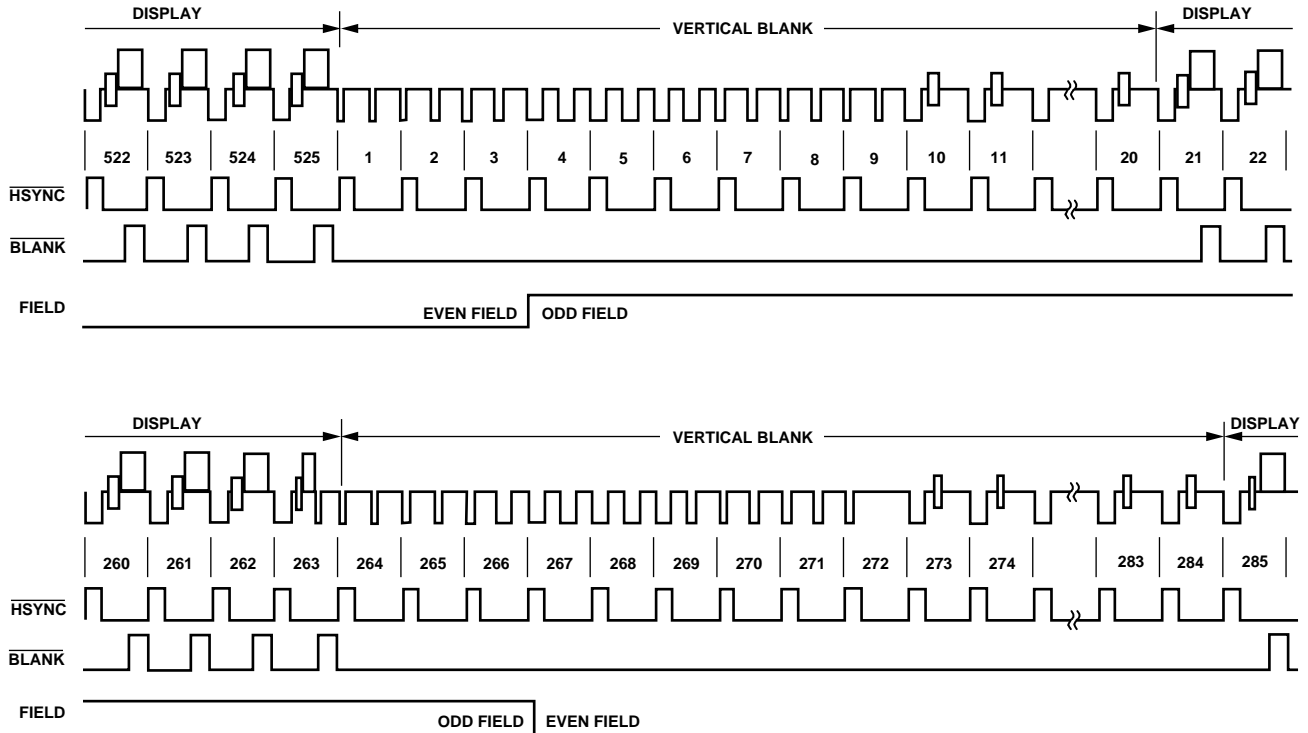 DISPLAY VERTICAL BLANK DISPLAY
522 523 524 525 1 2 3 4 5 6 7 8 9 10 11 20 21 22
HSYNC
BLANK
FIELD EVEN FIELD ODD FIELD
DISPLAY VERTICAL BLANK DISPLAY
260 261 262 263 264 265 266 267 268 269 270 271 272 273 274 283 284 285
HSYNC
BLANK
FIELD ODD FIELD EVEN FIELD